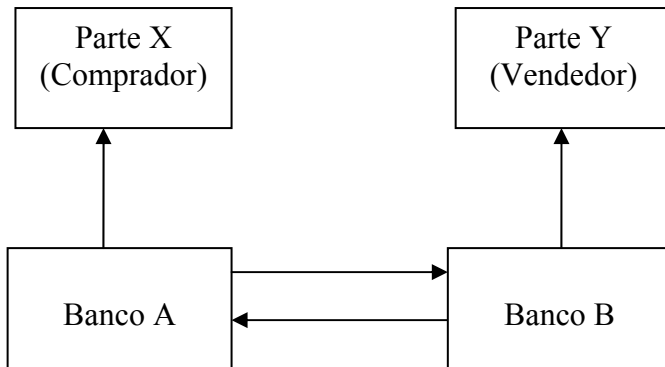 Parte X
(Comprador)
Parte Y
(Vendedor)
Banco A
Banco B